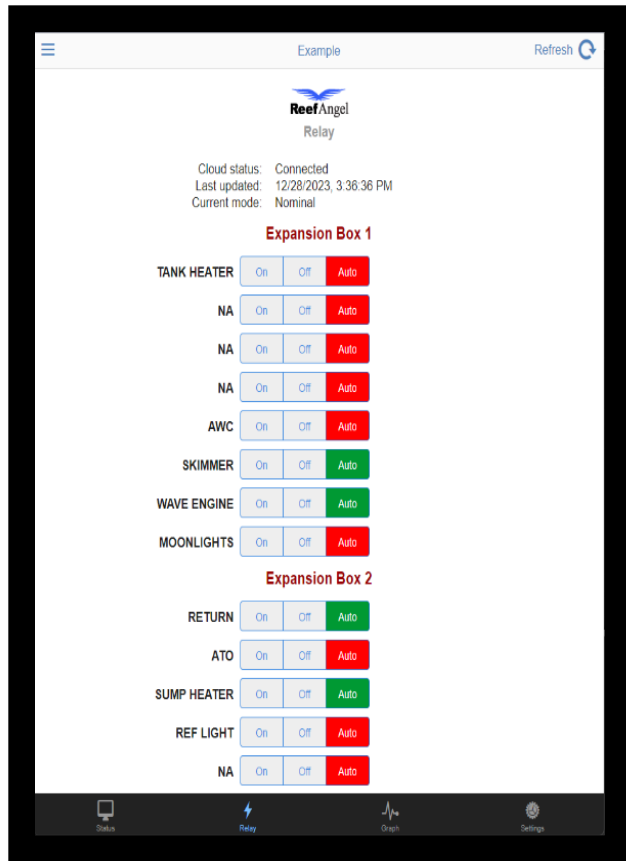 Example Refresh
ReefAngel
Relay
Cloud status: Connected
Last updated: 12/28/2023, 3:36:36 PM
Current mode: Nominal
Expansion Box 1
TANK HEATER On Off Auto
NA On Off Auto
NA On Off Auto
NA On Off Auto
AWC On Off Auto
SKIMMER On Off Auto
WAVE ENGINE On Off Auto
MOONLIGHTS On Off Auto
Expansion Box 2
RETURN On Off Auto
ATO On Off Auto
SUMP HEATER On Off Auto
REF LIGHT On Off Auto
NA On Off Auto
Status Relay Graph Settings